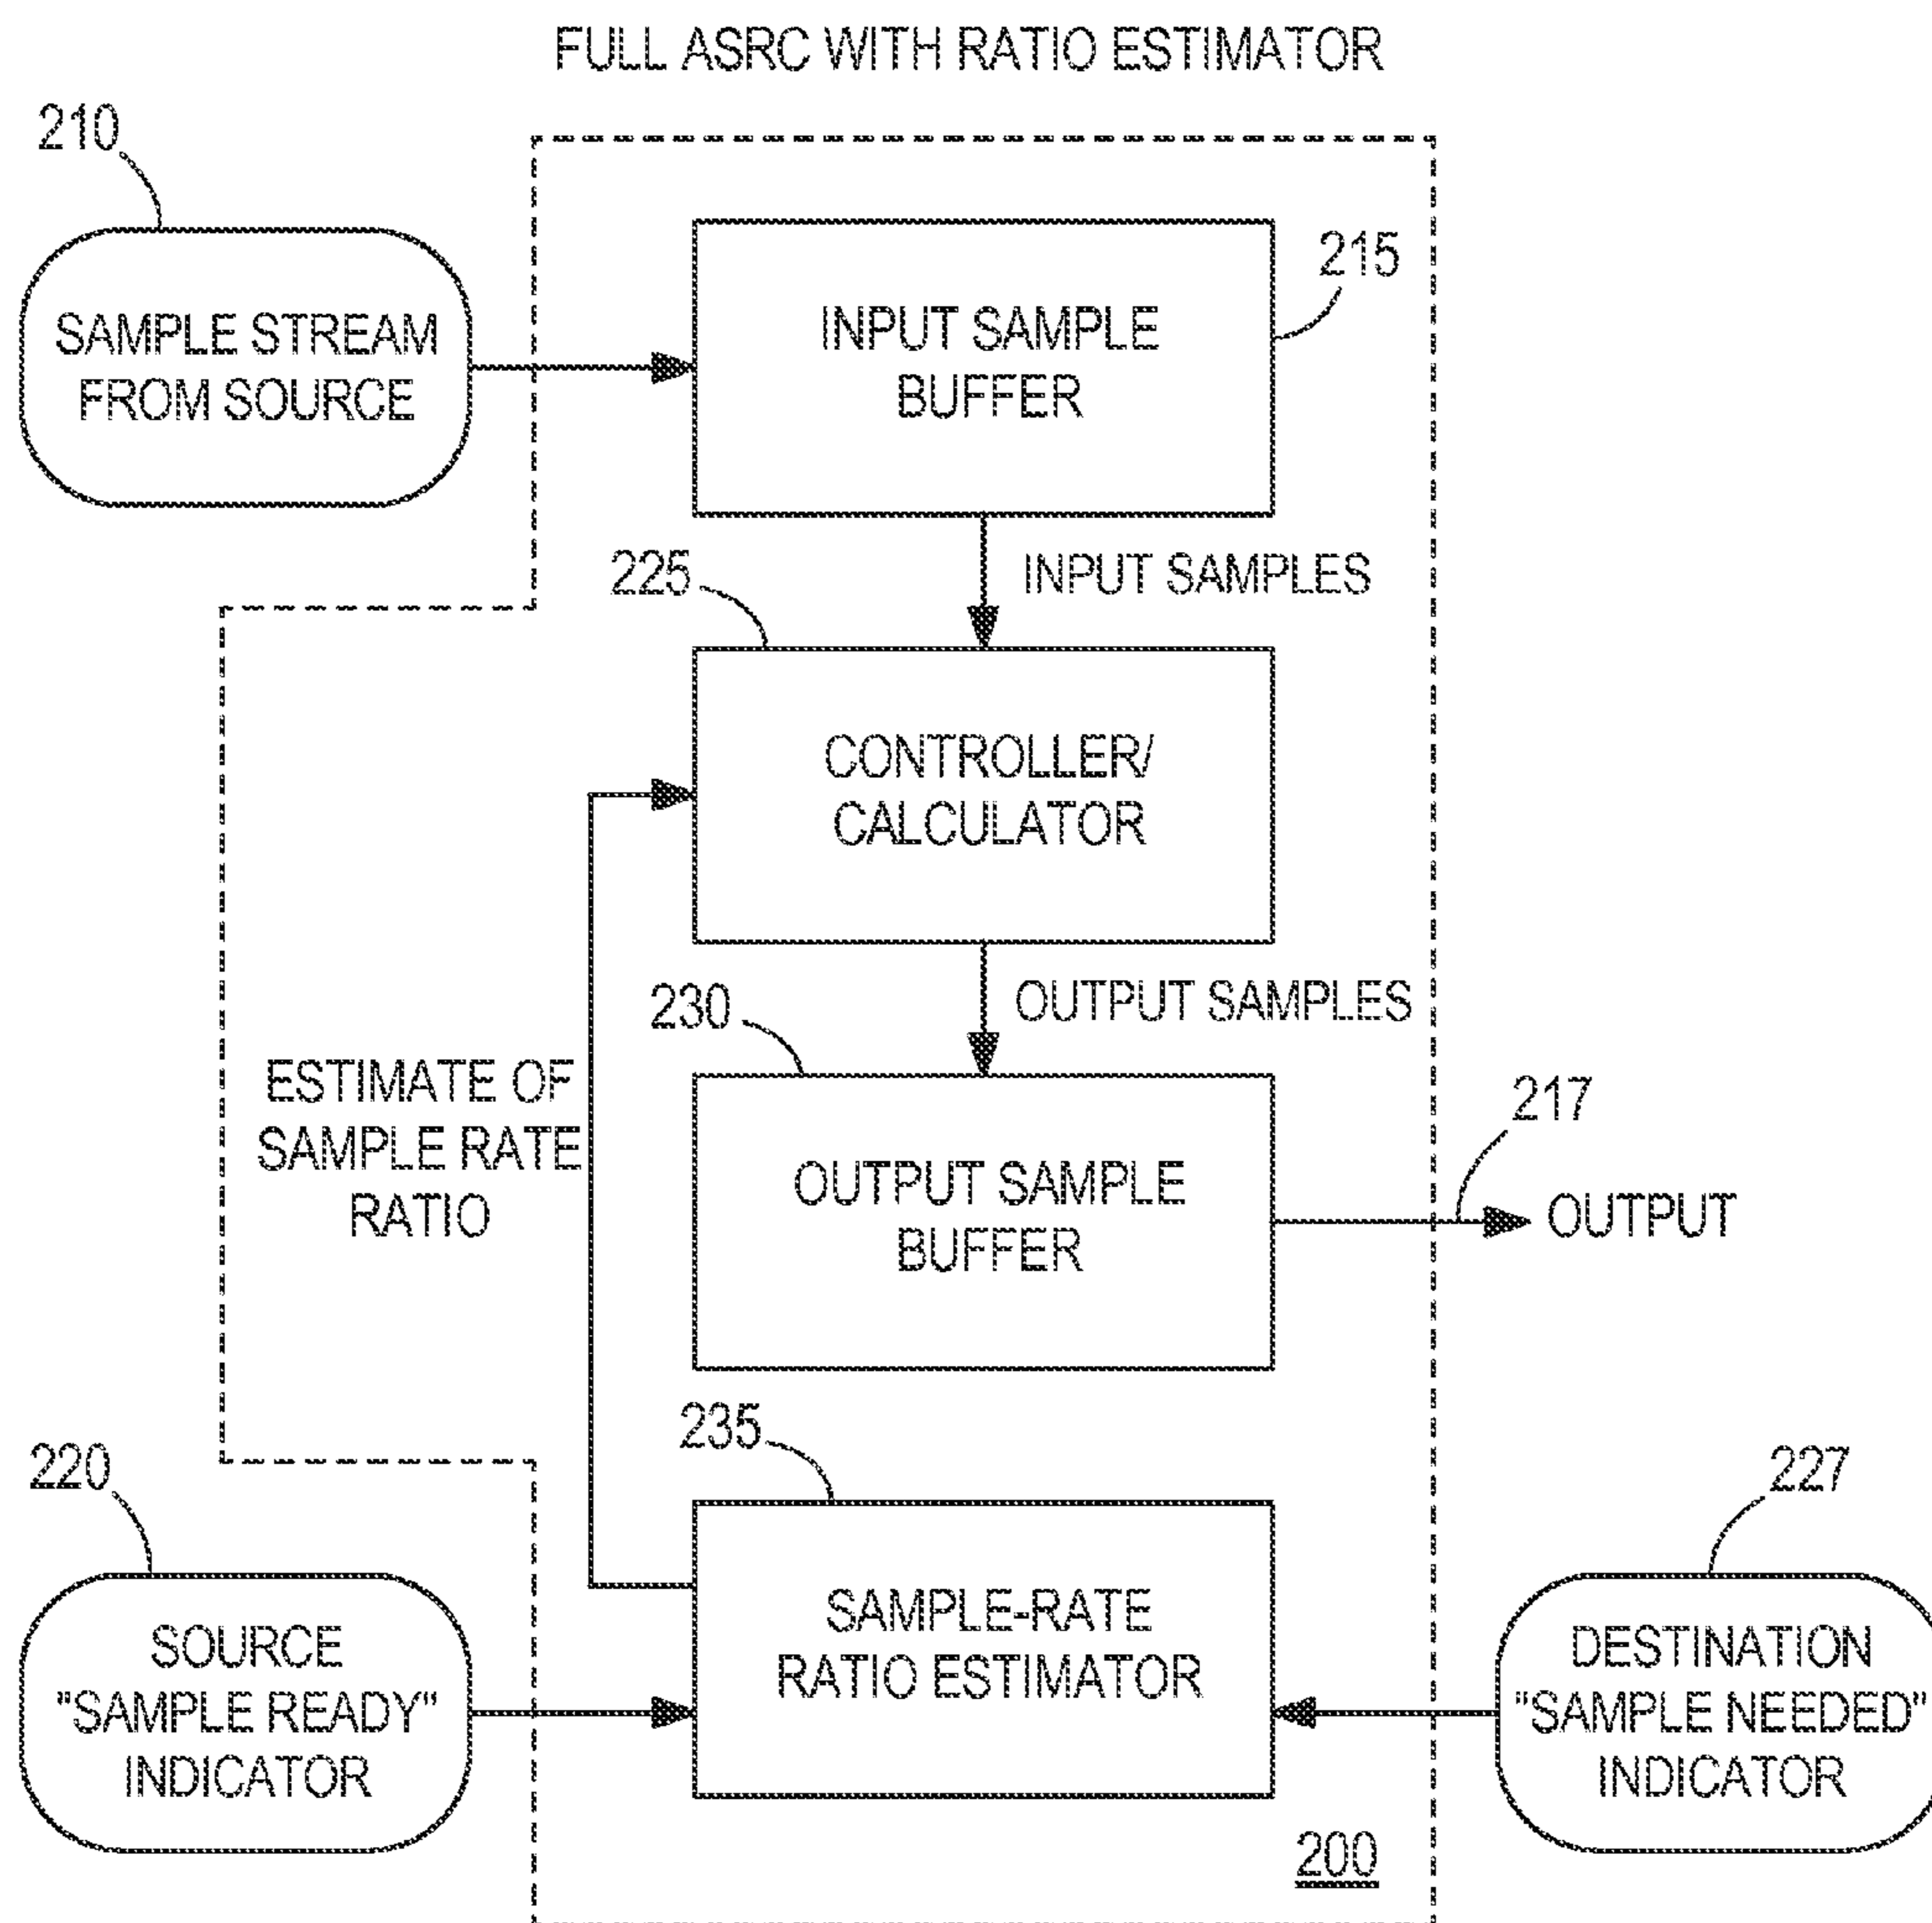 FULL ASRC WITH RATIO ESTIMATOR
210
SAMPLE STREAM
FROM SOURCE
INPUT SAMPLE
BUFFER
215
225
INPUT SAMPLES
CONTROLLER/
CALCULATOR
230
OUTPUT SAMPLES
ESTIMATE OF
SAMPLE RATE
RATIO
OUTPUT SAMPLE
BUFFER
217
OUTPUT
220
235
227
SOURCE
"SAMPLE READY"
INDICATOR
SAMPLE-RATE
RATIO ESTIMATOR
DESTINATION
"SAMPLE NEEDED"
INDICATOR
200